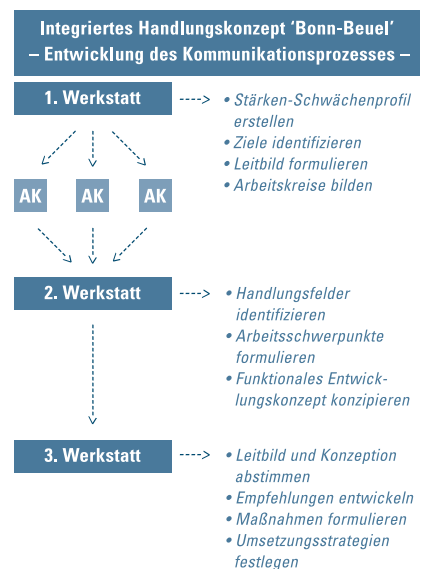 Integriertes Handlungskonzept ‘Bonn-Beuel’
– Entwicklung des Kommunikationsprozesses –
1. Werkstatt
• Stärken-Schwächenprofil
erstellen
• Ziele identifizieren
• Leitbild formulieren
• Arbeitskreise bilden
AK AK AK
2. Werkstatt
• Handlungsfelder
identifizieren
• Arbeitsschwerpunkte
formulieren
• Funktionales Entwick-
lungskonzept konzipieren
3. Werkstatt
• Leitbild und Konzeption
abstimmen
• Empfehlungen entwickeln
• Maßnahmen formulieren
• Umsetzungsstrategien
festlegen